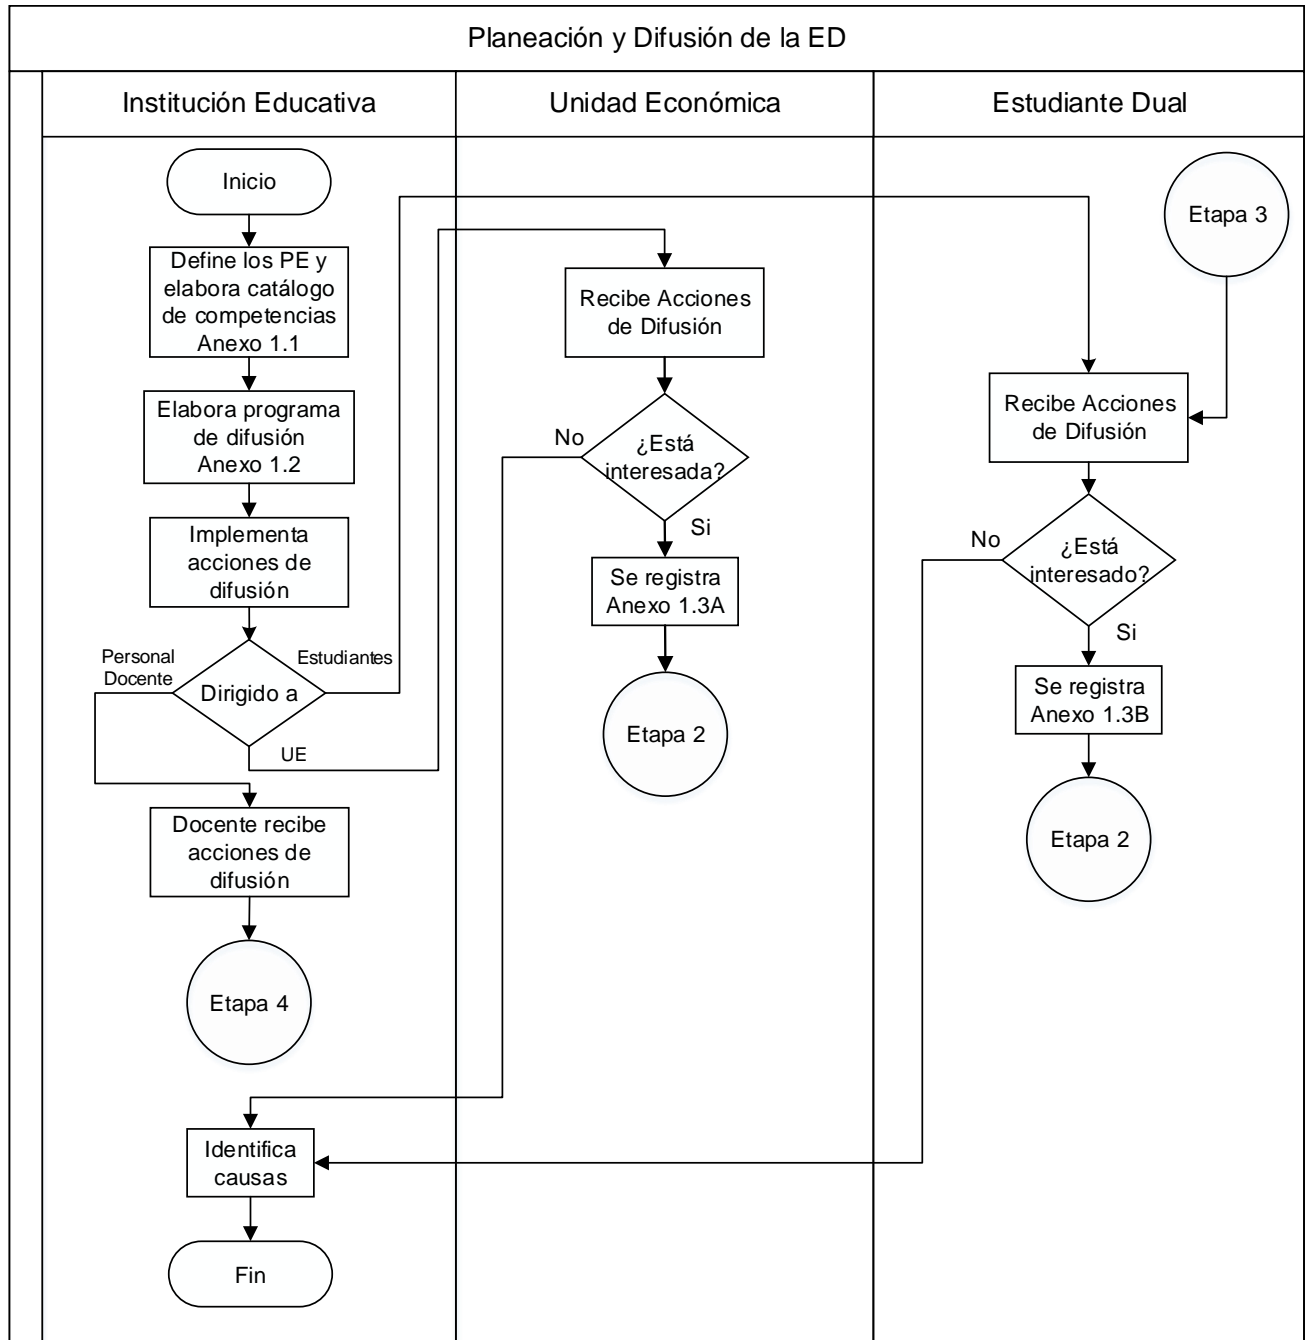 Planeación y Difusión de la ED
Institución Educativa
Unidad Económica
Estudiante Dual
Inicio
Define los PE y
elabora catálogo
de competencias
Anexo 1.1
Elabora programa
de difusión
Anexo 1.2
Implementa
acciones de
difusión
Personal
Docente
Estudiantes
Dirigido a
UE
Docente recibe
acciones de
difusión
Etapa 4
Identifica
causas
Fin
Recibe Acciones
de Difusión
No
¿Está
interesada?
Si
Se registra
Anexo 1.3A
Etapa 2
Etapa 3
Recibe Acciones
de Difusión
No
¿Está
interesado?
Si
Se registra
Anexo 1.3B
Etapa 2